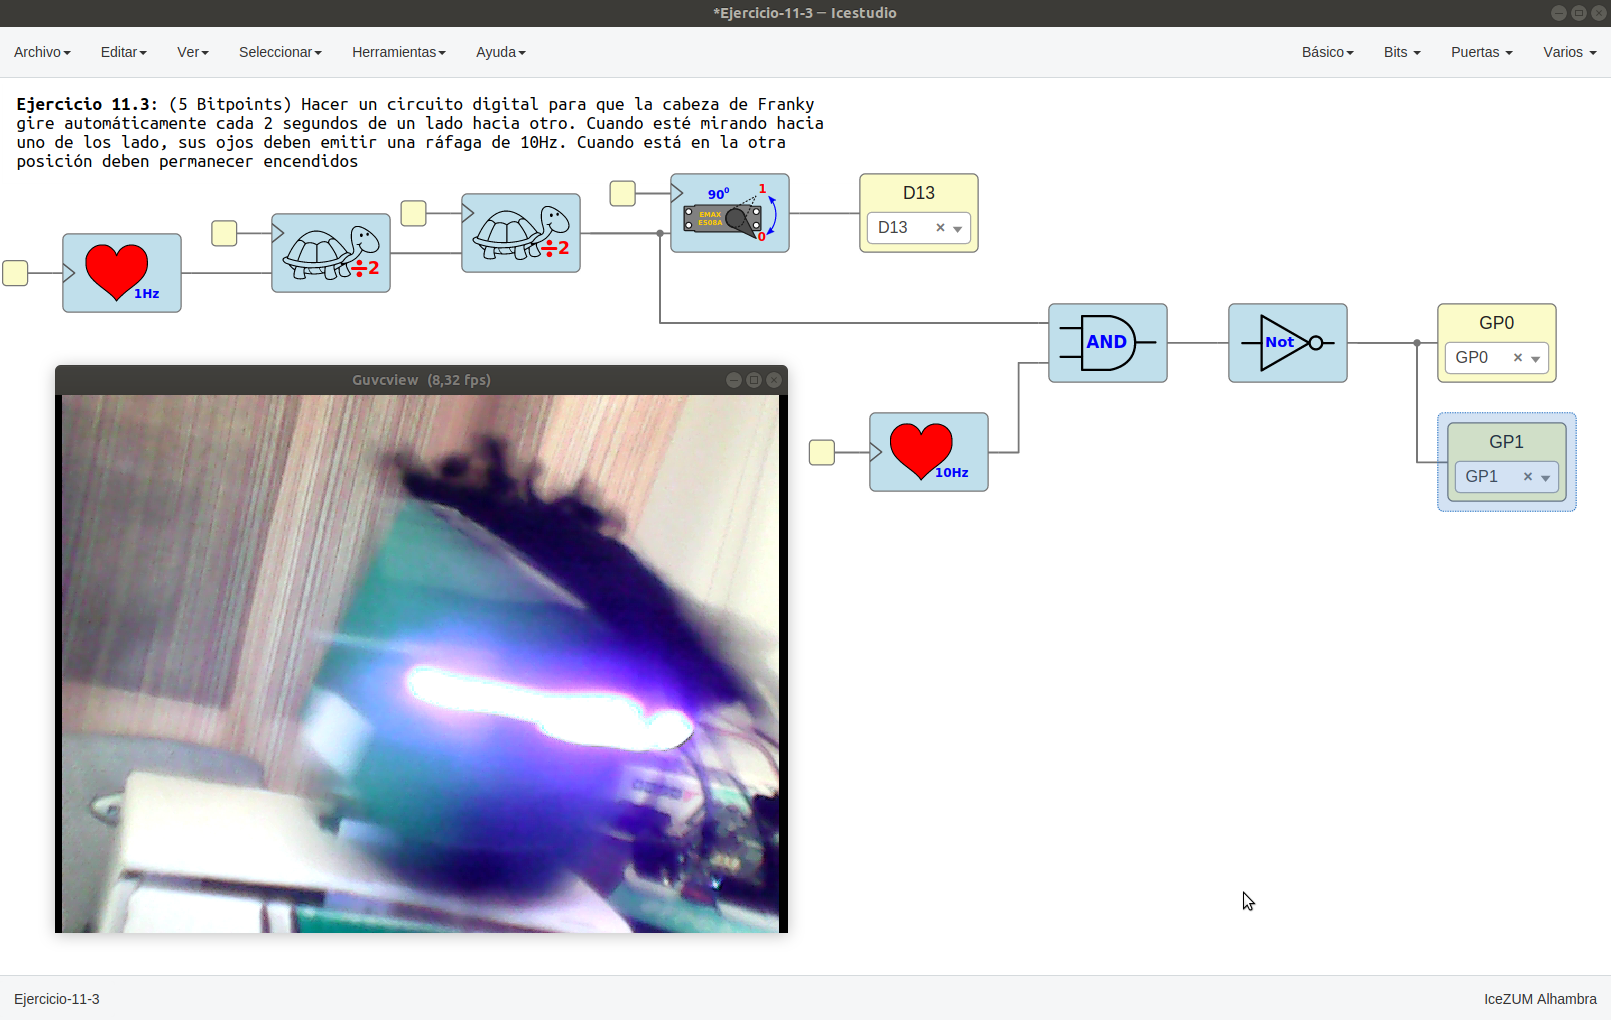 *Ejercicio-11-3 — Icestudio
Archivo Editar Ver Seleccionar Herramientas Ayuda Básico Bits Puertas Varios
Ejercicio 11.3: (5 Bitpoints) Hacer un circuito digital para que la cabeza de Franky
gire automáticamente cada 2 segundos de un lado hacia otro. Cuando esté mirando hacia
uno de los lado, sus ojos deben emitir una ráfaga de 10Hz. Cuando está en la otra
posición deben permanecer encendidos
1Hz
÷2
÷2
90⁰ 1
EMAX
ES08A
0
D13
D13 ×
AND
Not
GP0
GP0 ×
10Hz
GP1
GP1 ×
Guvcview (8,32 fps)
Ejercicio-11-3
IceZUM Alhambra